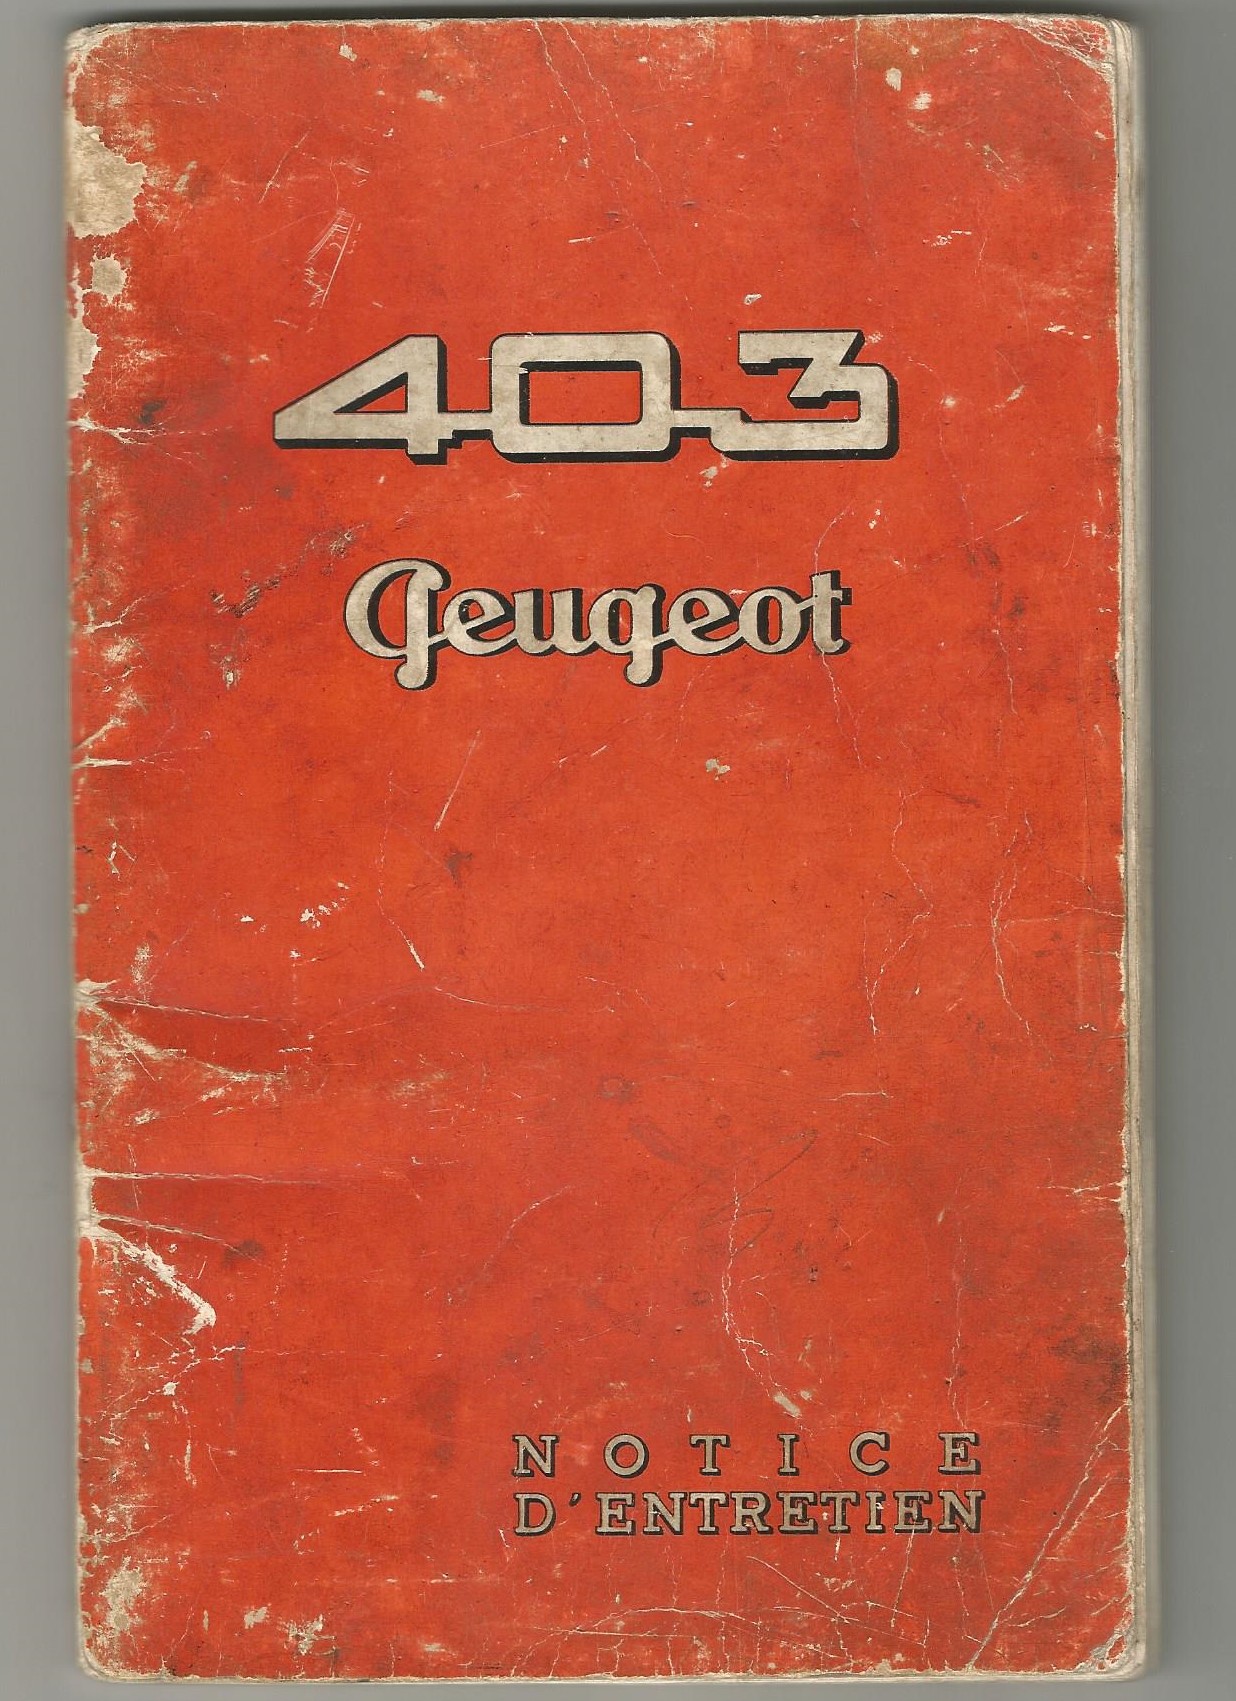 403
Peugeot
NOTICE
D'ENTRETIEN